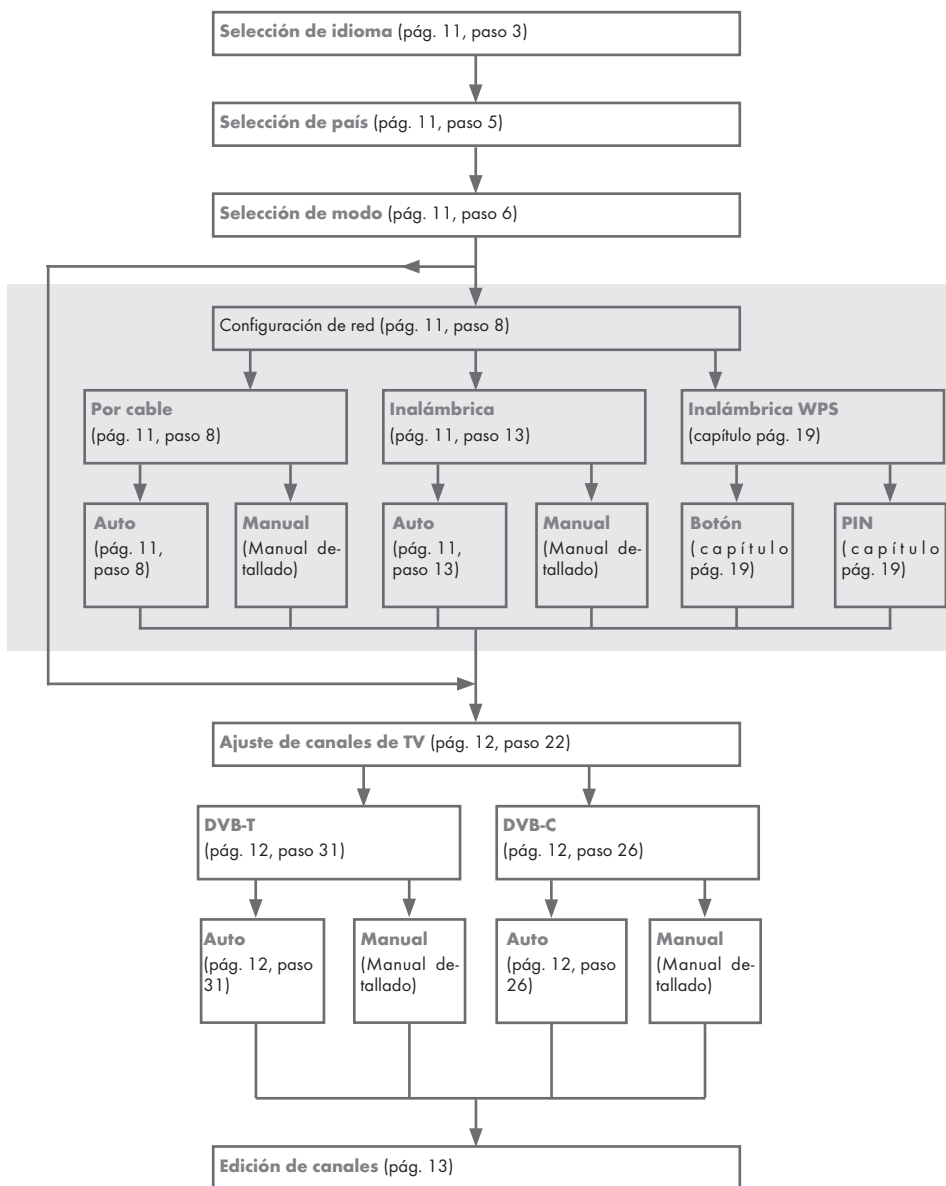 Selección de idioma (pág. 11, paso 3)
Selección de país (pág. 11, paso 5)
Selección de modo (pág. 11, paso 6)
Configuración de red (pág. 11, paso 8)
Por cable
(pág. 11, paso 8)
Inalámbrica
(pág. 11, paso 13)
Inalámbrica WPS
(capítulo pág. 19)
Auto
(pág. 11,
paso 8)
Manual
(Manual de-
tallado)
Auto
(pág. 11,
paso 13)
Manual
(Manual de-
tallado)
Botón
(capítulo
pág. 19)
PIN
(capítulo
pág. 19)
Ajuste de canales de TV (pág. 12, paso 22)
DVB-T
(pág. 12, paso 31)
DVB-C
(pág. 12, paso 26)
Auto
(pág. 12, paso
31)
Manual
(Manual de-
tallado)
Auto
(pág. 12, paso
26)
Manual
(Manual de-
tallado)
Edición de canales (pág. 13)